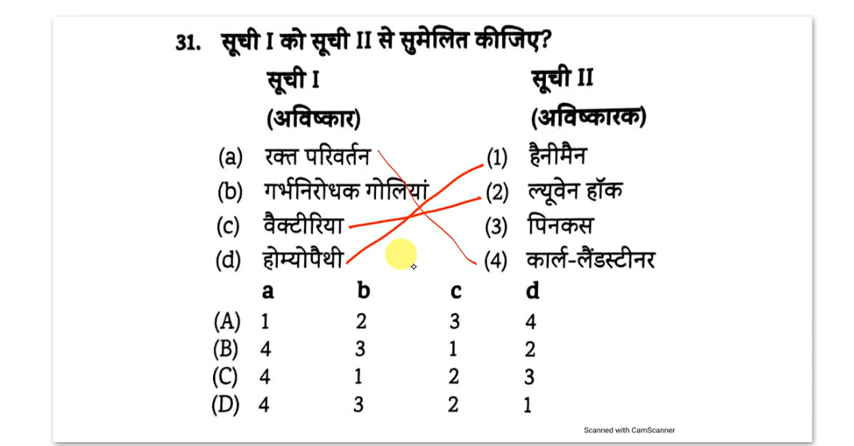 31. सूची I को सूची II से सुमेलित कीजिए?
सूची I सूची II
(अविष्कार) (अविष्कारक)
(a) रक्त परिवर्तन (1) हैनीमैन
(b) गर्भनिरोधक गोलियां (2) ल्यूवेन हॉक
(c) वैक्टीरिया (3) पिनकस
(d) होम्योपैथी (4) कार्ल-लैंडस्टीनर
a b c d
(A) 1 2 3 4
(B) 4 3 1 2
(C) 4 1 2 3
(D) 4 3 2 1
Scanned with CamScanner